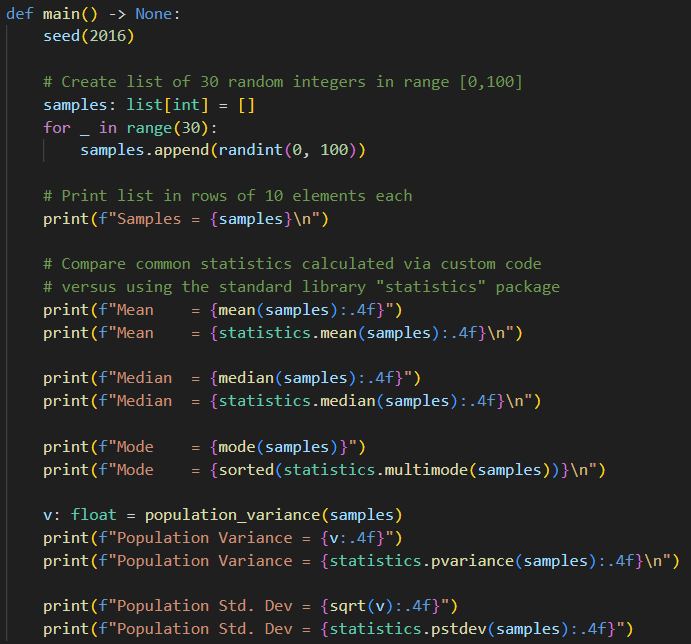 def main() -> None:
    seed(2016)

    # Create list of 30 random integers in range [0,100]
    samples: list[int] = []
    for _ in range(30):
        samples.append(randint(0, 100))

    # Print list in rows of 10 elements each
    print(f"Samples = {samples}\n")

    # Compare common statistics calculated via custom code
    # versus using the standard library "statistics" package
    print(f"Mean    = {mean(samples):.4f}")
    print(f"Mean    = {statistics.mean(samples):.4f}\n")

    print(f"Median  = {median(samples):.4f}")
    print(f"Median  = {statistics.median(samples):.4f}\n")

    print(f"Mode    = {mode(samples)}")
    print(f"Mode    = {sorted(statistics.multimode(samples))}\n")

    v: float = population_variance(samples)
    print(f"Population Variance = {v:.4f}")
    print(f"Population Variance = {statistics.pvariance(samples):.4f}\n")

    print(f"Population Std. Dev = {sqrt(v):.4f}")
    print(f"Population Std. Dev = {statistics.pstdev(samples):.4f}")